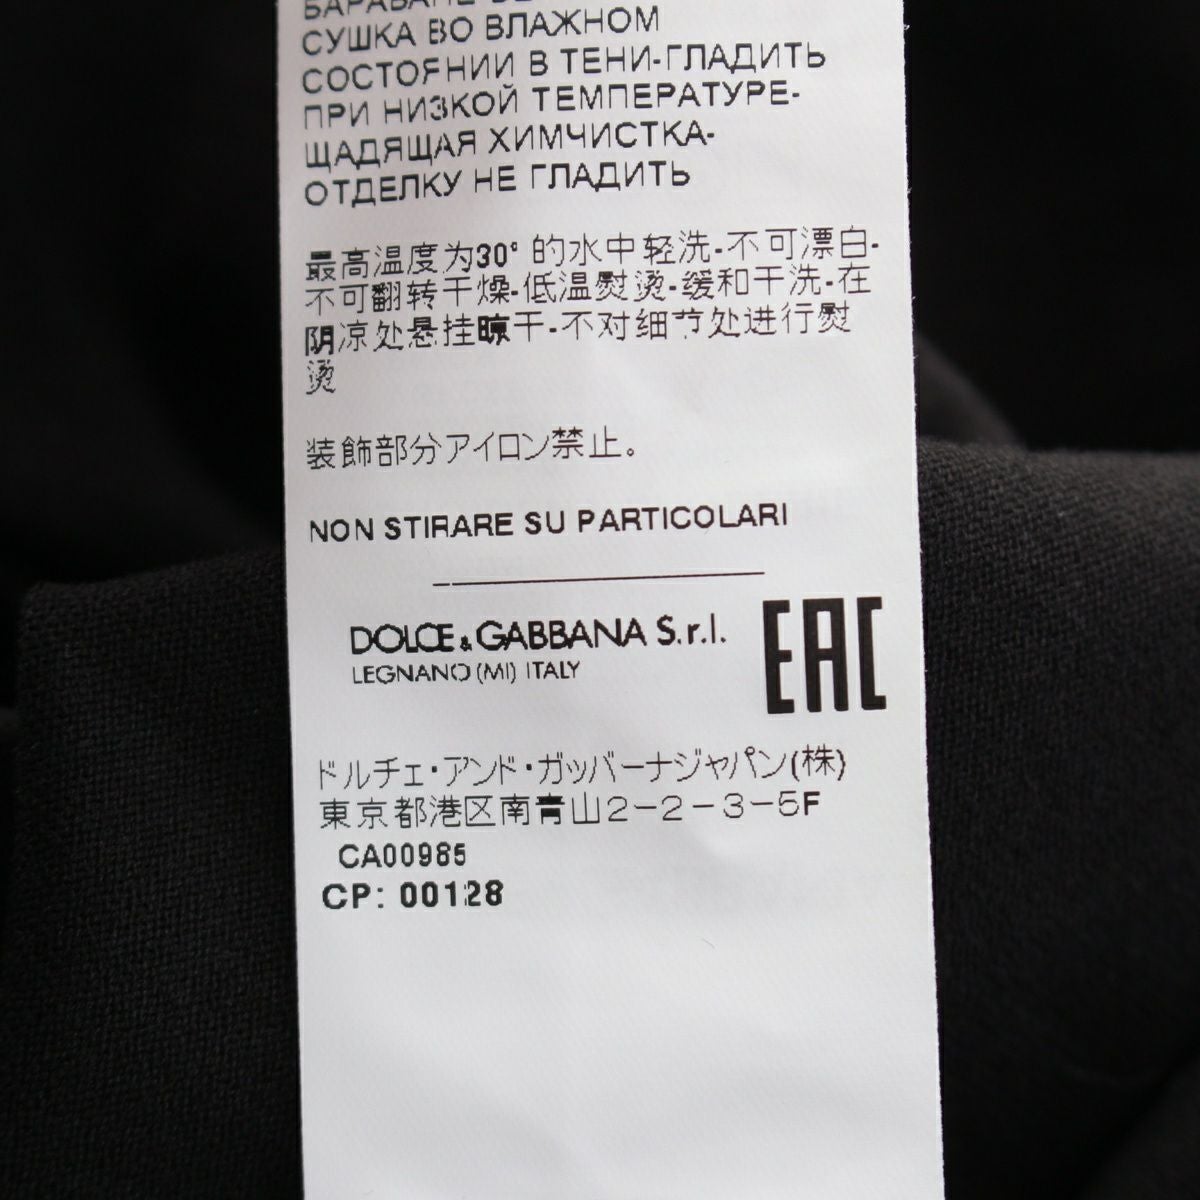 СУШКА ВО ВЛАЖНОМ
СОСТОЯНИИ В ТЕНИ-ГЛАДИТЬ
ПРИ НИЗКОЙ ТЕМПЕРАТУРЕ-
ЩАДЯЩАЯ ХИМЧИСТКА-
ОТДЕЛКУ НЕ ГЛАДИТЬ
最高温度为30° 的水中轻洗-不可漂白-
不可翻转干燥-低温熨烫-缓和干洗-在
阴凉处悬挂晾干-不对细节处进行熨
烫
装飾部分アイロン禁止。
NON STIRARE SU PARTICOLARI
DOLCE & GABBANA S.r.l.
LEGNANO (MI) ITALY
EAC
ドルチェ・アンド・ガッバーナジャパン(株)
東京都港区南青山2-2-3-5F
CA00985
CP: 00128